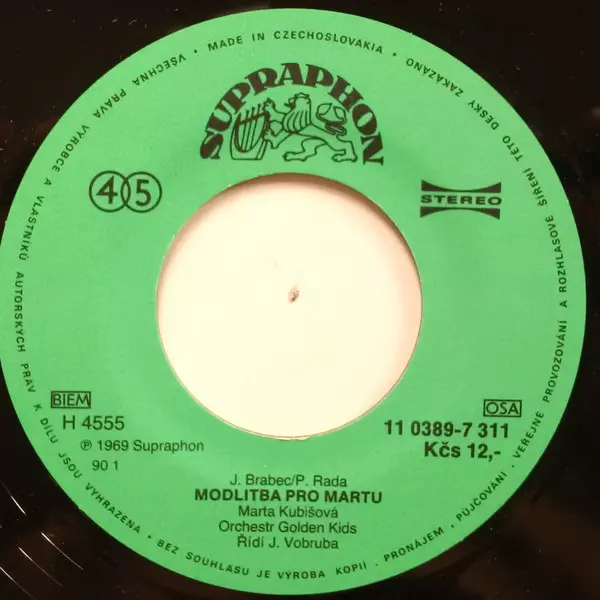 • MADE IN CZECHOSLOVAKIA •
SUPRAPHON
45
STEREO
BIEM
H 4555
℗ 1969 Supraphon
90 1
OSA
11 0389-7 311
Kčs 12,-
J. Brabec/P. Rada
MODLITBA PRO MARTU
Marta Kubišová
Orchestr Golden Kids
Řídí J. Vobruba
VŠECHNA PRÁVA VÝROBCE A VLASTNÍKŮ AUTORSKÝCH PRÁV K DÍLU JSOU VYHRAZENA • BEZ SOUHLASU JE VÝROBA KOPIÍ • PRONÁJEM • PŮJČOVÁNÍ • VEŘEJNÉ PROVOZOVÁNÍ A ROZHLASOVÉ ŠÍŘENÍ TÉTO DESKY ZAKÁZÁNO